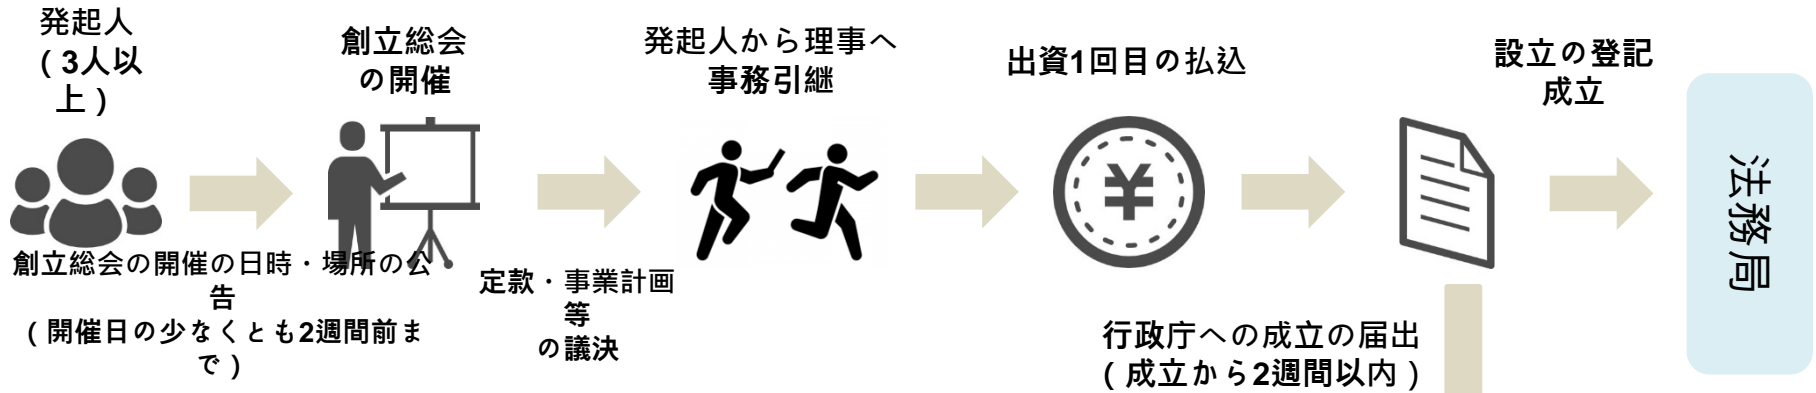 発起人
（3人以
上）
創立総会
の開催
発起人から理事へ
事務引継
出資1回目の払込
設立の登記
成立
法務局
創立総会の開催の日時・場所の公
告
（開催日の少なくとも2週間前ま
で）
定款・事業計画
等
の議決
行政庁への成立の届出
（成立から2週間以内）